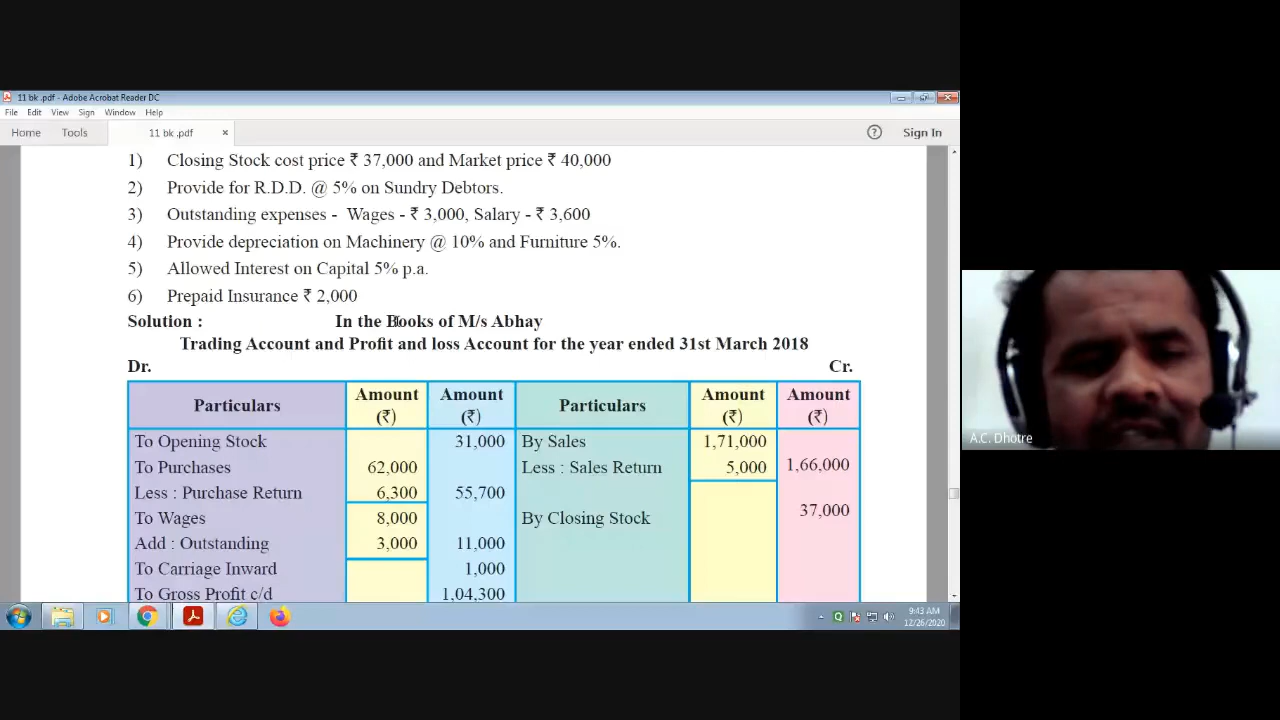 11 bk .pdf - Adobe Acrobat Reader DC
File Edit View Sign Window Help
Home Tools 11 bk .pdf × ? Sign In
1) Closing Stock cost price ₹ 37,000 and Market price ₹ 40,000
2) Provide for R.D.D. @ 5% on Sundry Debtors.
3) Outstanding expenses - Wages - ₹ 3,000, Salary - ₹ 3,600
4) Provide depreciation on Machinery @ 10% and Furniture 5%.
5) Allowed Interest on Capital 5% p.a.
6) Prepaid Insurance ₹ 2,000
Solution : In the Books of M/s Abhay
Trading Account and Profit and loss Account for the year ended 31st March 2018
Dr. Cr.
Particulars Amount (₹) Amount (₹) Particulars Amount (₹) Amount (₹)
To Opening Stock 31,000 By Sales 1,71,000
To Purchases 62,000 Less : Sales Return 5,000 1,66,000
Less : Purchase Return 6,300 55,700
To Wages 8,000 By Closing Stock 37,000
Add : Outstanding 3,000 11,000
To Carriage Inward 1,000
To Gross Profit c/d 1,04,300
A.C. Dhotre
9:43 AM
12/26/2020